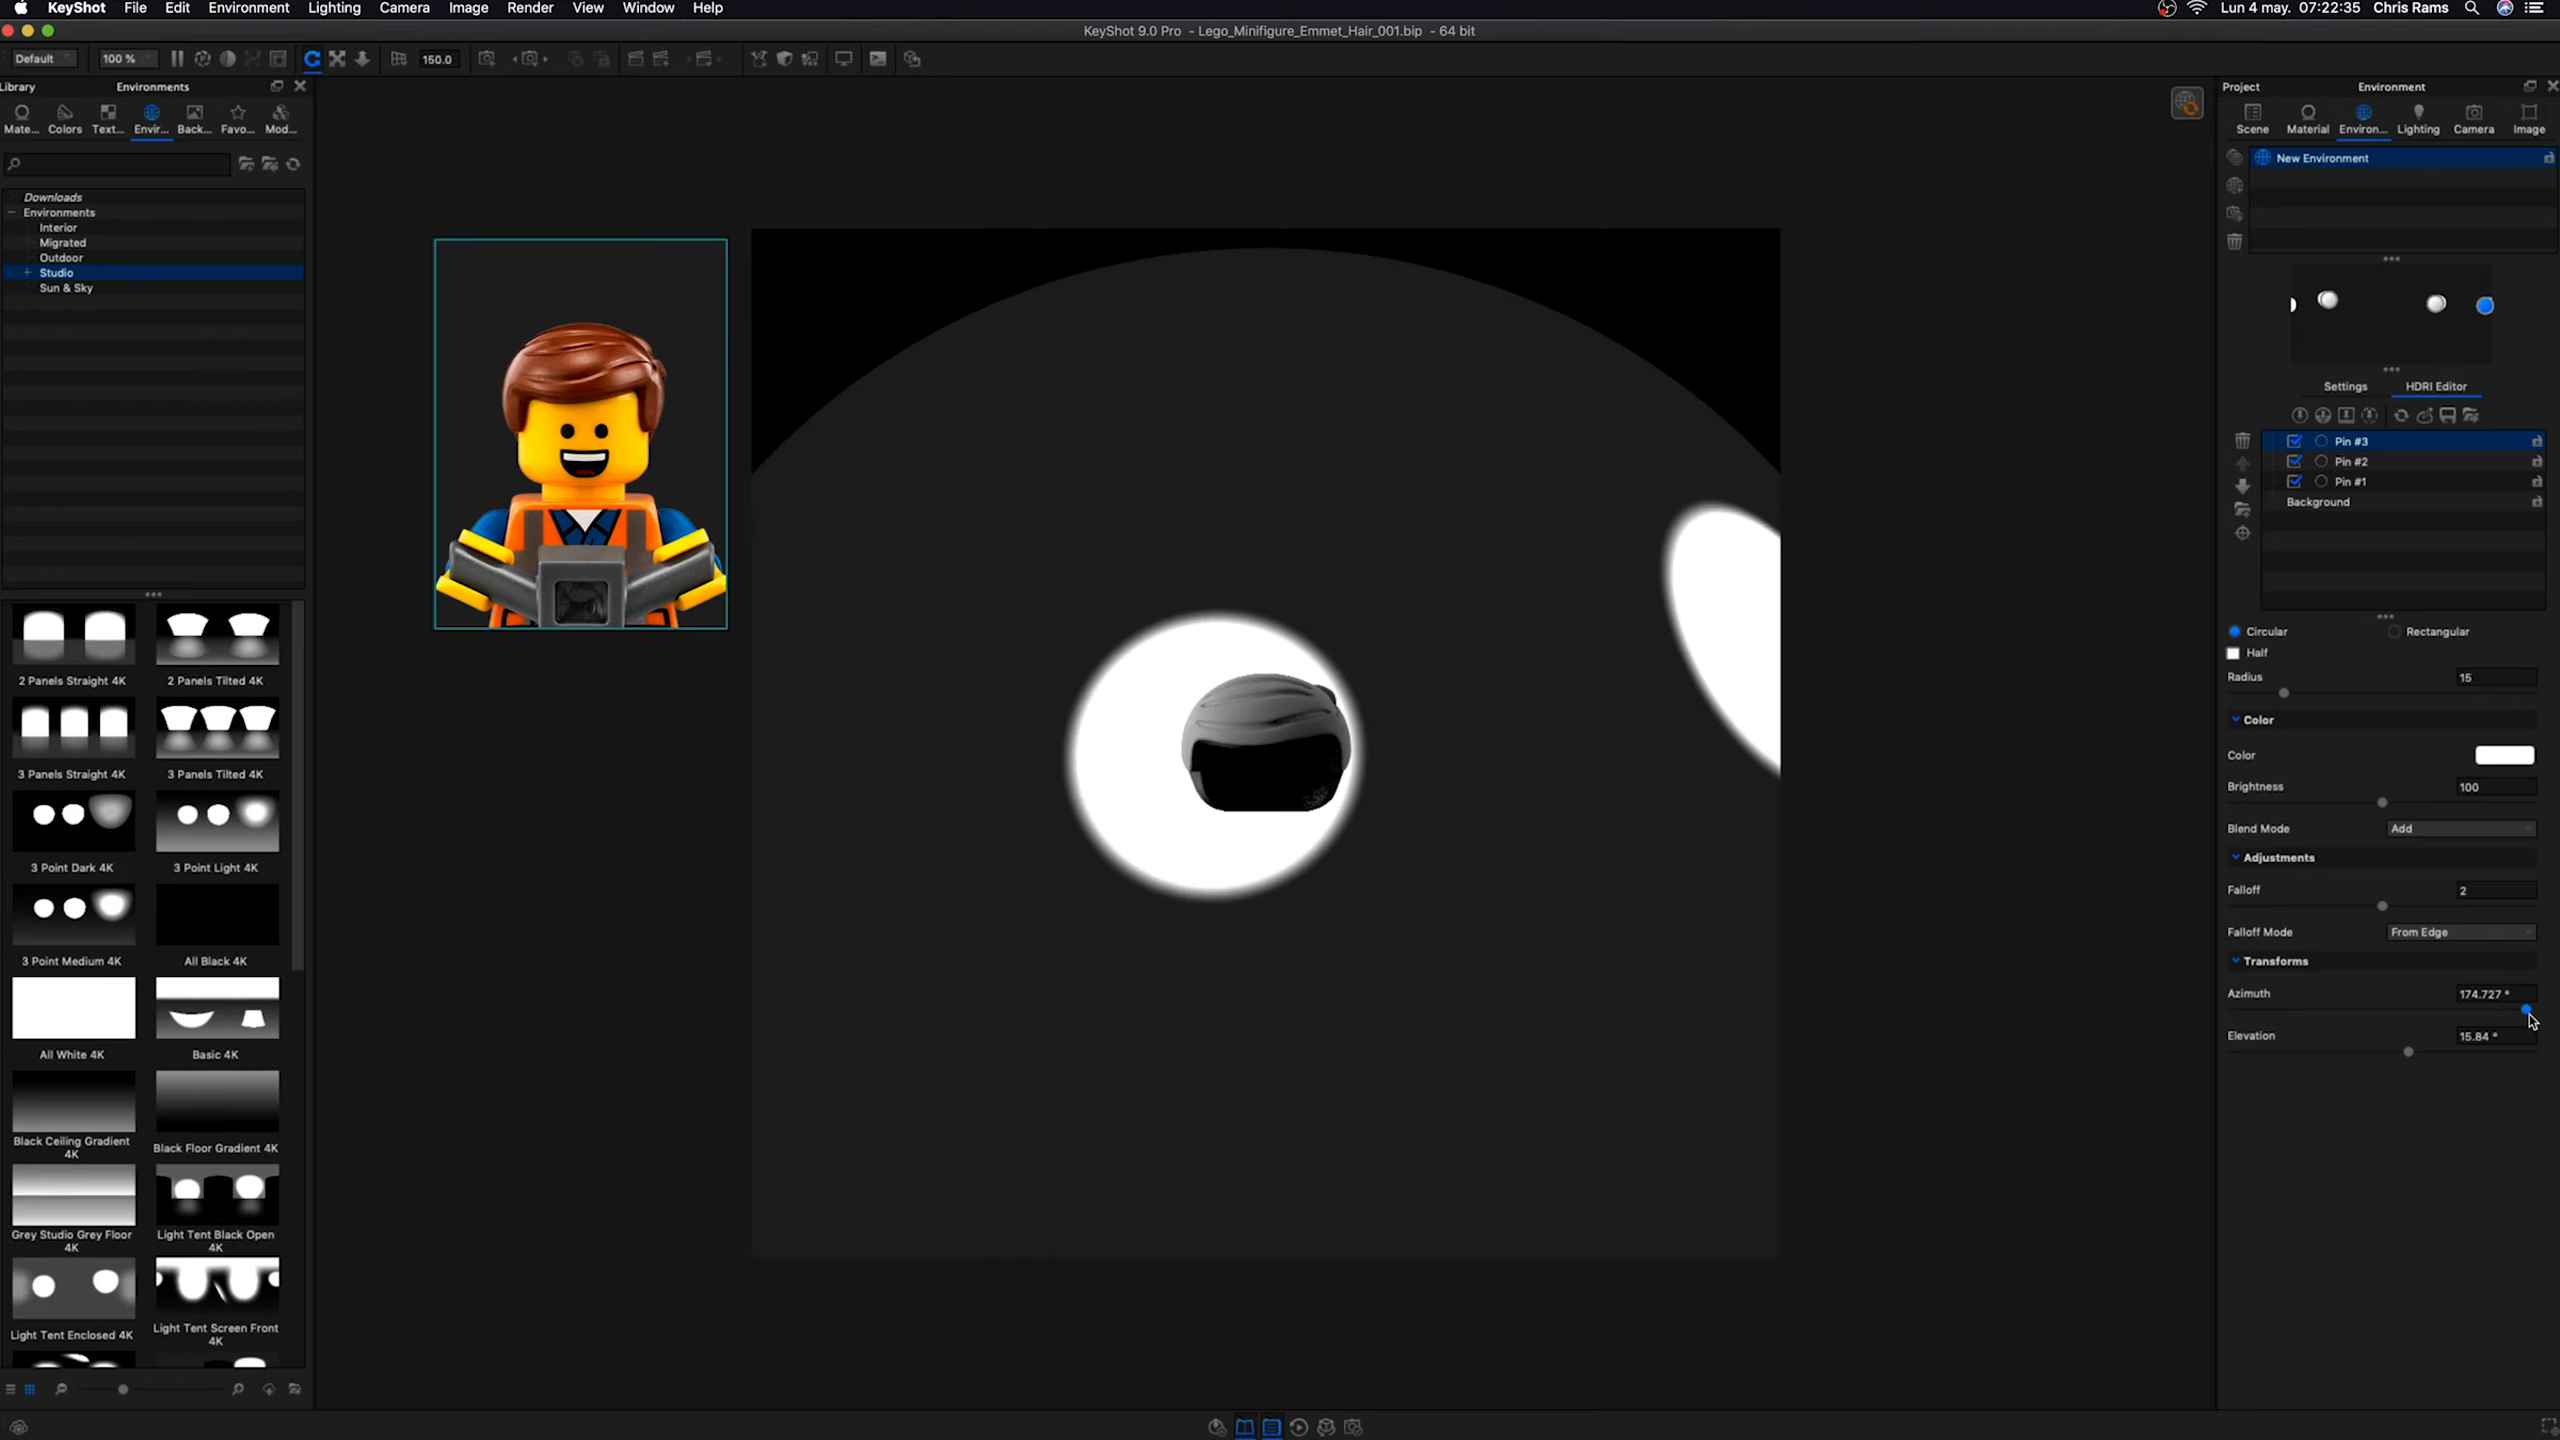 KeyShot File Edit Environment Lighting Camera Image Render View Window Help Lun 4 may. 07:22:35 Chris Rams
KeyShot 9.0 Pro - Lego_Minifigure_Emmet_Hair_001.bip - 64 bit
Default 100 % 150.0
Library Environments
Mate... Colors Text... Envir... Back... Favo... Mod...
Downloads
Environments
Interior
Migrated
Outdoor
Studio
Sun & Sky
2 Panels Straight 4K 2 Panels Tilted 4K
3 Panels Straight 4K 3 Panels Tilted 4K
3 Point Dark 4K 3 Point Light 4K
3 Point Medium 4K All Black 4K
All White 4K Basic 4K
Black Ceiling Gradient 4K Black Floor Gradient 4K
Grey Studio Grey Floor 4K Light Tent Black Open 4K
Light Tent Enclosed 4K Light Tent Screen Front 4K
Project Environment
Scene Material Environ... Lighting Camera Image
New Environment
Settings HDRI Editor
Pin #3
Pin #2
Pin #1
Background
Circular Rectangular
Half
Radius 15
Color
Color
Brightness 100
Blend Mode Add
Adjustments
Falloff 2
Falloff Mode From Edge
Transforms
Azimuth 174.727 °
Elevation 15.84 °